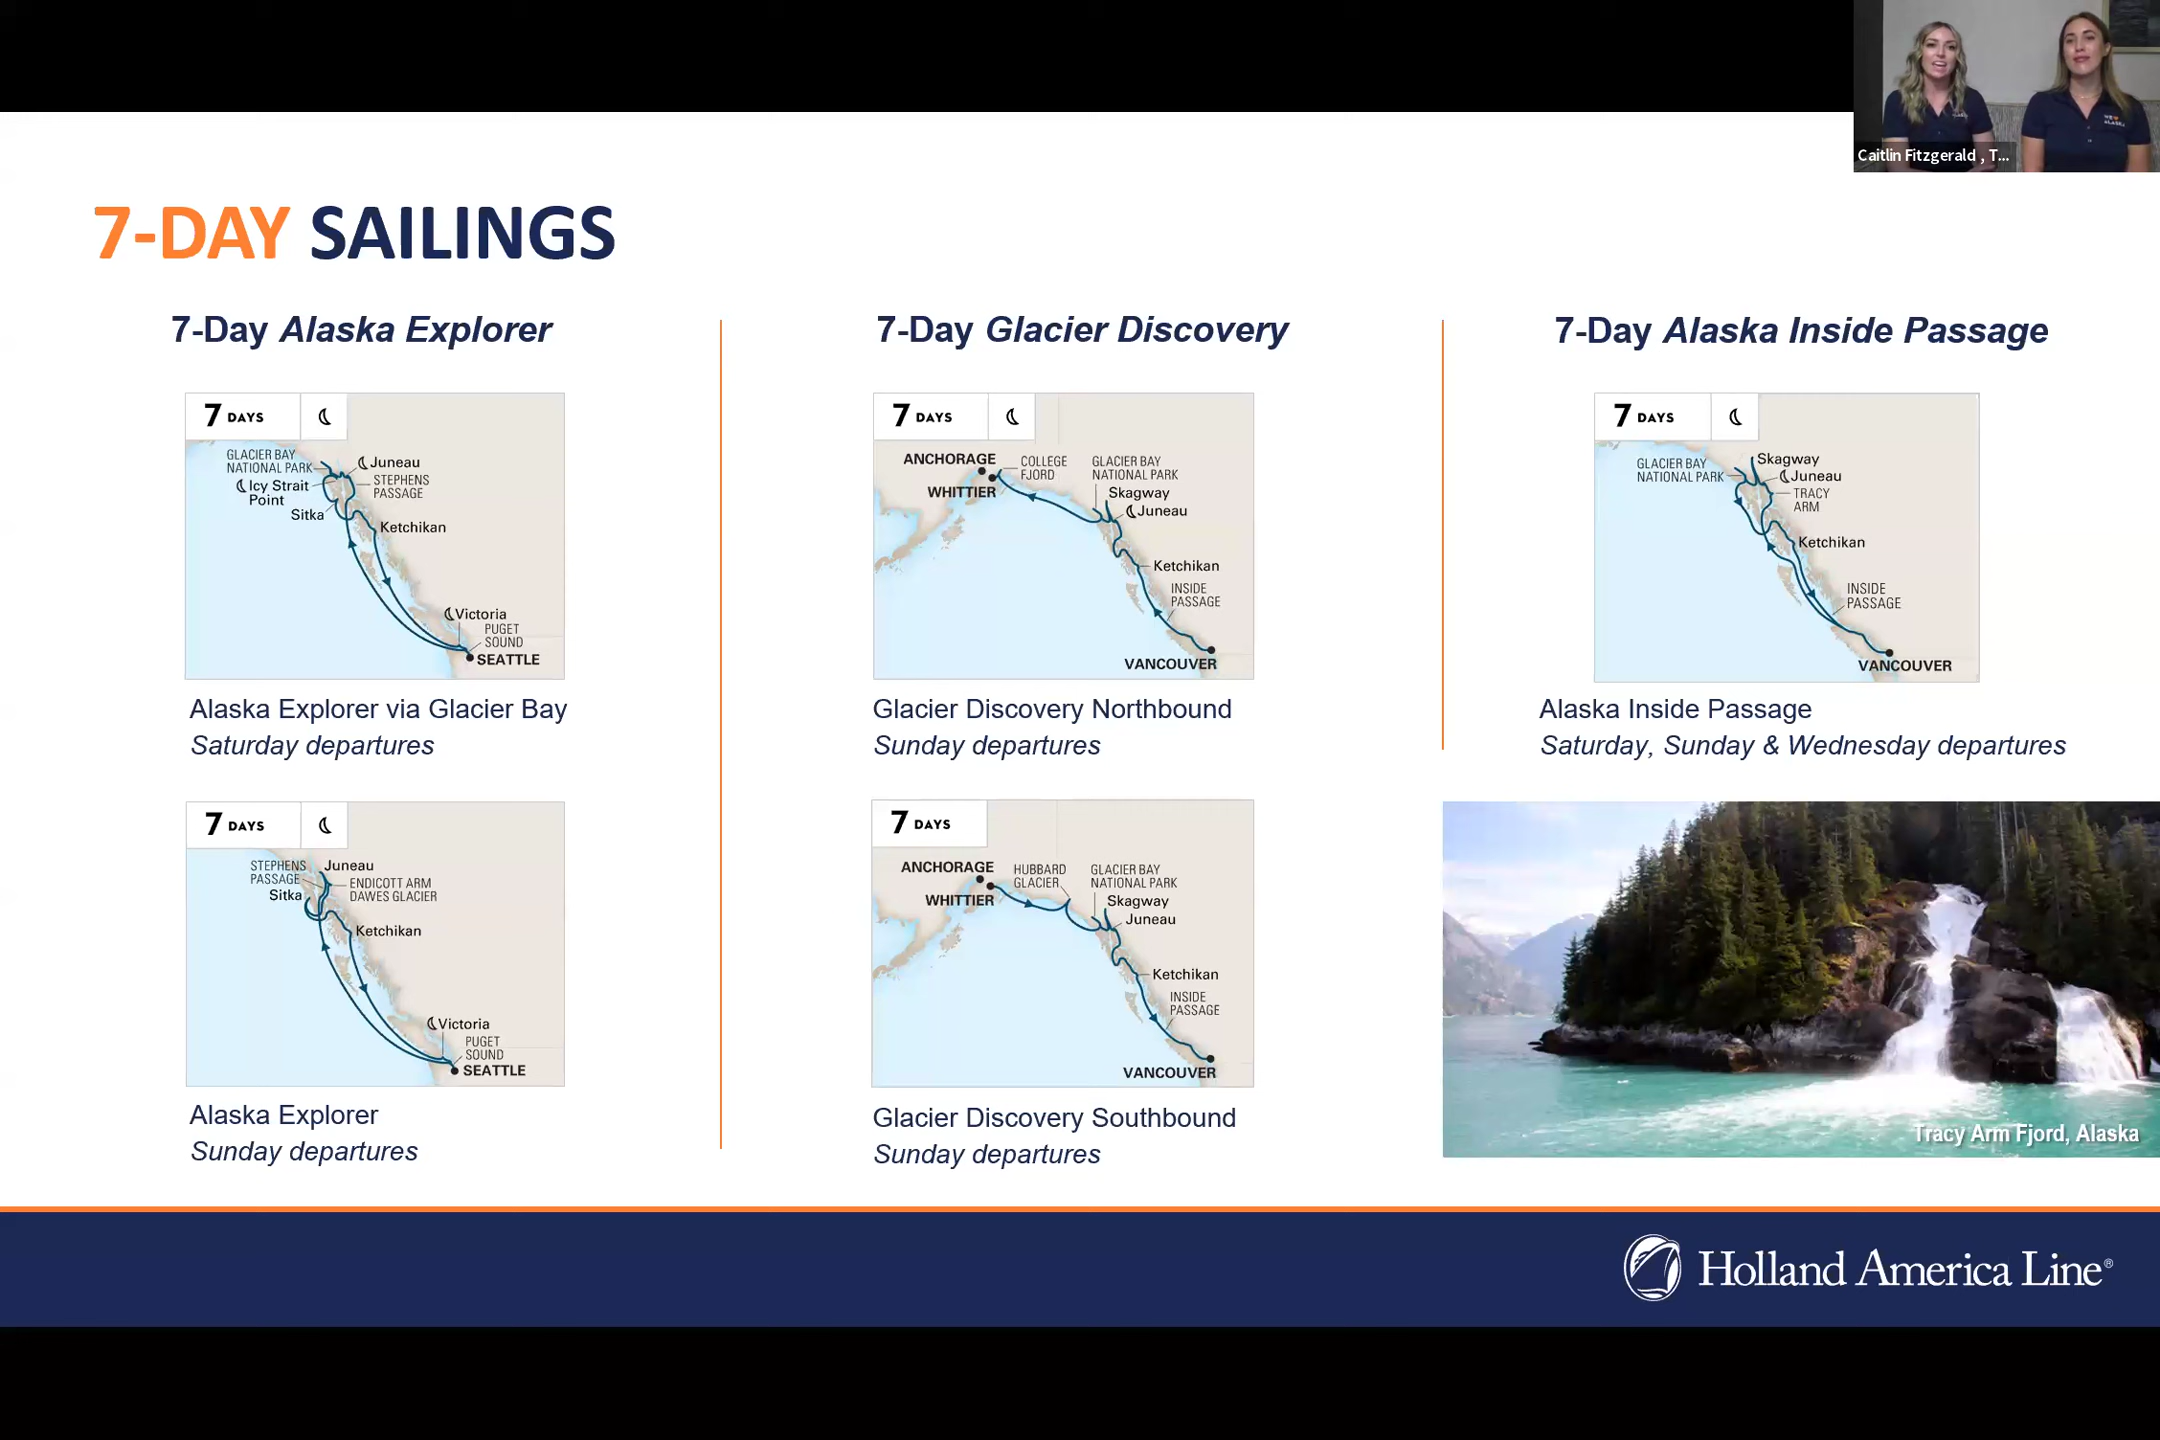 Caitlin Fitzgerald , T...
7-DAY SAILINGS
7-Day Alaska Explorer
7 DAYS
GLACIER BAY
NATIONAL PARK
Juneau
Icy Strait
Point
STEPHENS
PASSAGE
Sitka
Ketchikan
Victoria
PUGET
SOUND
SEATTLE
Alaska Explorer via Glacier Bay
Saturday departures
7 DAYS
STEPHENS
PASSAGE
Juneau
ENDICOTT ARM
DAWES GLACIER
Sitka
Ketchikan
Victoria
PUGET
SOUND
SEATTLE
Alaska Explorer
Sunday departures
7-Day Glacier Discovery
7 DAYS
ANCHORAGE
COLLEGE
FJORD
GLACIER BAY
NATIONAL PARK
WHITTIER
Skagway
Juneau
Ketchikan
INSIDE
PASSAGE
VANCOUVER
Glacier Discovery Northbound
Sunday departures
7 DAYS
ANCHORAGE
HUBBARD
GLACIER
GLACIER BAY
NATIONAL PARK
WHITTIER
Skagway
Juneau
Ketchikan
INSIDE
PASSAGE
VANCOUVER
Glacier Discovery Southbound
Sunday departures
7-Day Alaska Inside Passage
7 DAYS
GLACIER BAY
NATIONAL PARK
Skagway
Juneau
TRACY
ARM
Ketchikan
INSIDE
PASSAGE
VANCOUVER
Alaska Inside Passage
Saturday, Sunday & Wednesday departures
Tracy Arm Fjord, Alaska
Holland America Line®